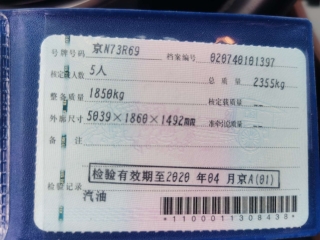 号牌号码 京N73R69 档案编号 020740101397
核定载人数 5人 总质量 2355kg
整备质量 1850kg 核定载质量 --
外廓尺寸 5039×1860×1492mm 准牵引总质量 --
备注
检验有效期至2020年04月京A(01)
检验记录
汽油
*1100011308438*